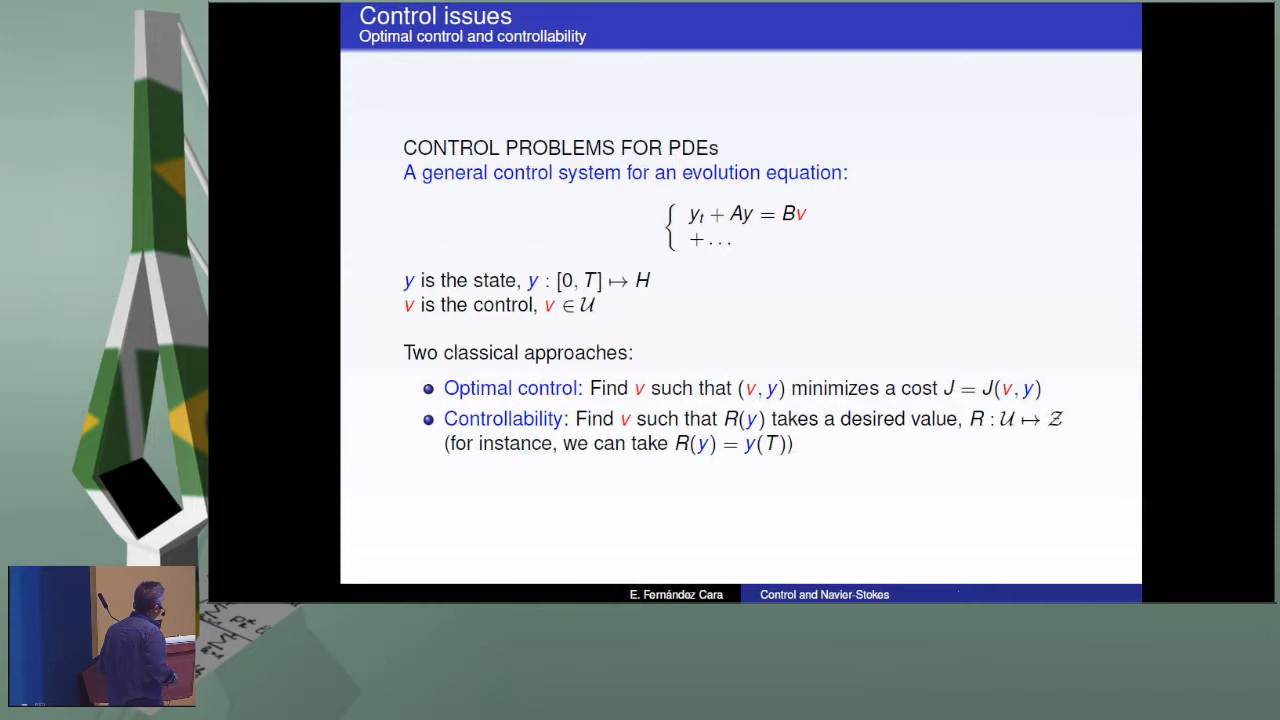 Control issues
Optimal control and controllability
CONTROL PROBLEMS FOR PDEs
A general control system for an evolution equation:
{ y_t + Ay = Bv
+ ...
y is the state, y : [0, T] ↦ H
v is the control, v ∈ 𝒰
Two classical approaches:
Optimal control: Find v such that (v, y) minimizes a cost J = J(v, y)
Controllability: Find v such that R(y) takes a desired value, R : 𝒰 ↦ 𝒵
(for instance, we can take R(y) = y(T))
E. Fernández Cara Control and Navier-Stokes